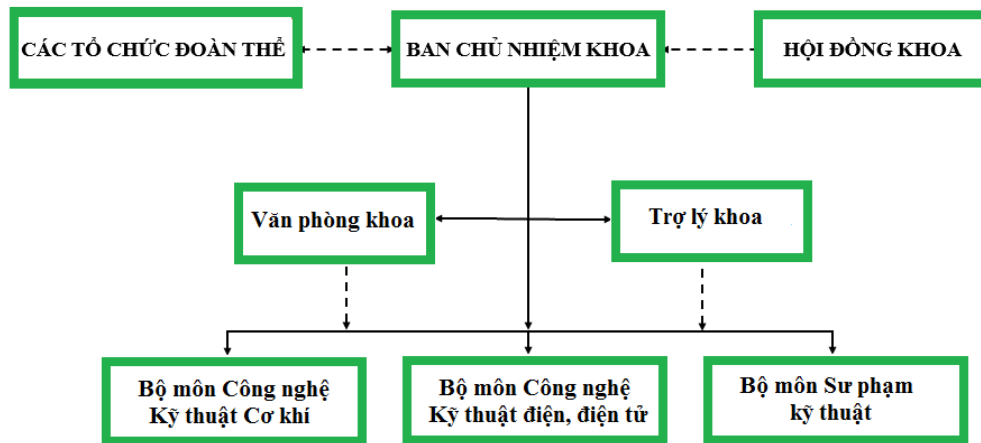 CÁC TỔ CHỨC ĐOÀN THỂ
BAN CHỦ NHIỆM KHOA
HỘI ĐỒNG KHOA
Văn phòng khoa
Trợ lý khoa
Bộ môn Công nghệ
Kỹ thuật Cơ khí
Bộ môn Công nghệ
Kỹ thuật điện, điện tử
Bộ môn Sư phạm
kỹ thuật